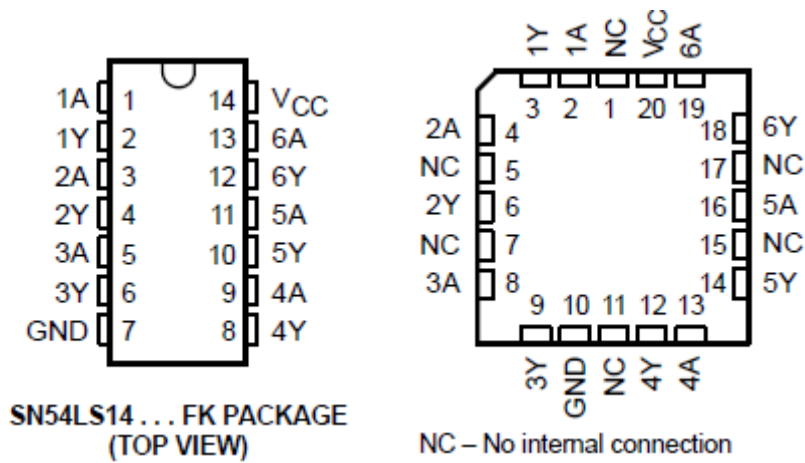 1A 1 14 VCC
1Y 2 13 6A
2A 3 12 6Y
2Y 4 11 5A
3A 5 10 5Y
3Y 6 9 4A
GND 7 8 4Y
SN54LS14 . . . FK PACKAGE
(TOP VIEW)
1Y 1A NC VCC 6A
3 2 1 20 19
2A 4 18 6Y
NC 5 17 NC
2Y 6 16 5A
NC 7 15 NC
3A 8 14 5Y
9 10 11 12 13
3Y GND NC 4Y 4A
NC – No internal connection